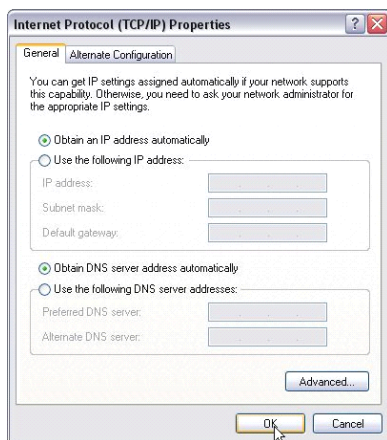 Internet Protocol (TCP/IP) Properties
General Alternate Configuration
You can get IP settings assigned automatically if your network supports
this capability. Otherwise, you need to ask your network administrator for
the appropriate IP settings.
Obtain an IP address automatically
Use the following IP address:
IP address:
Subnet mask:
Default gateway:
Obtain DNS server address automatically
Use the following DNS server addresses:
Preferred DNS server:
Alternate DNS server:
Advanced...
OK Cancel